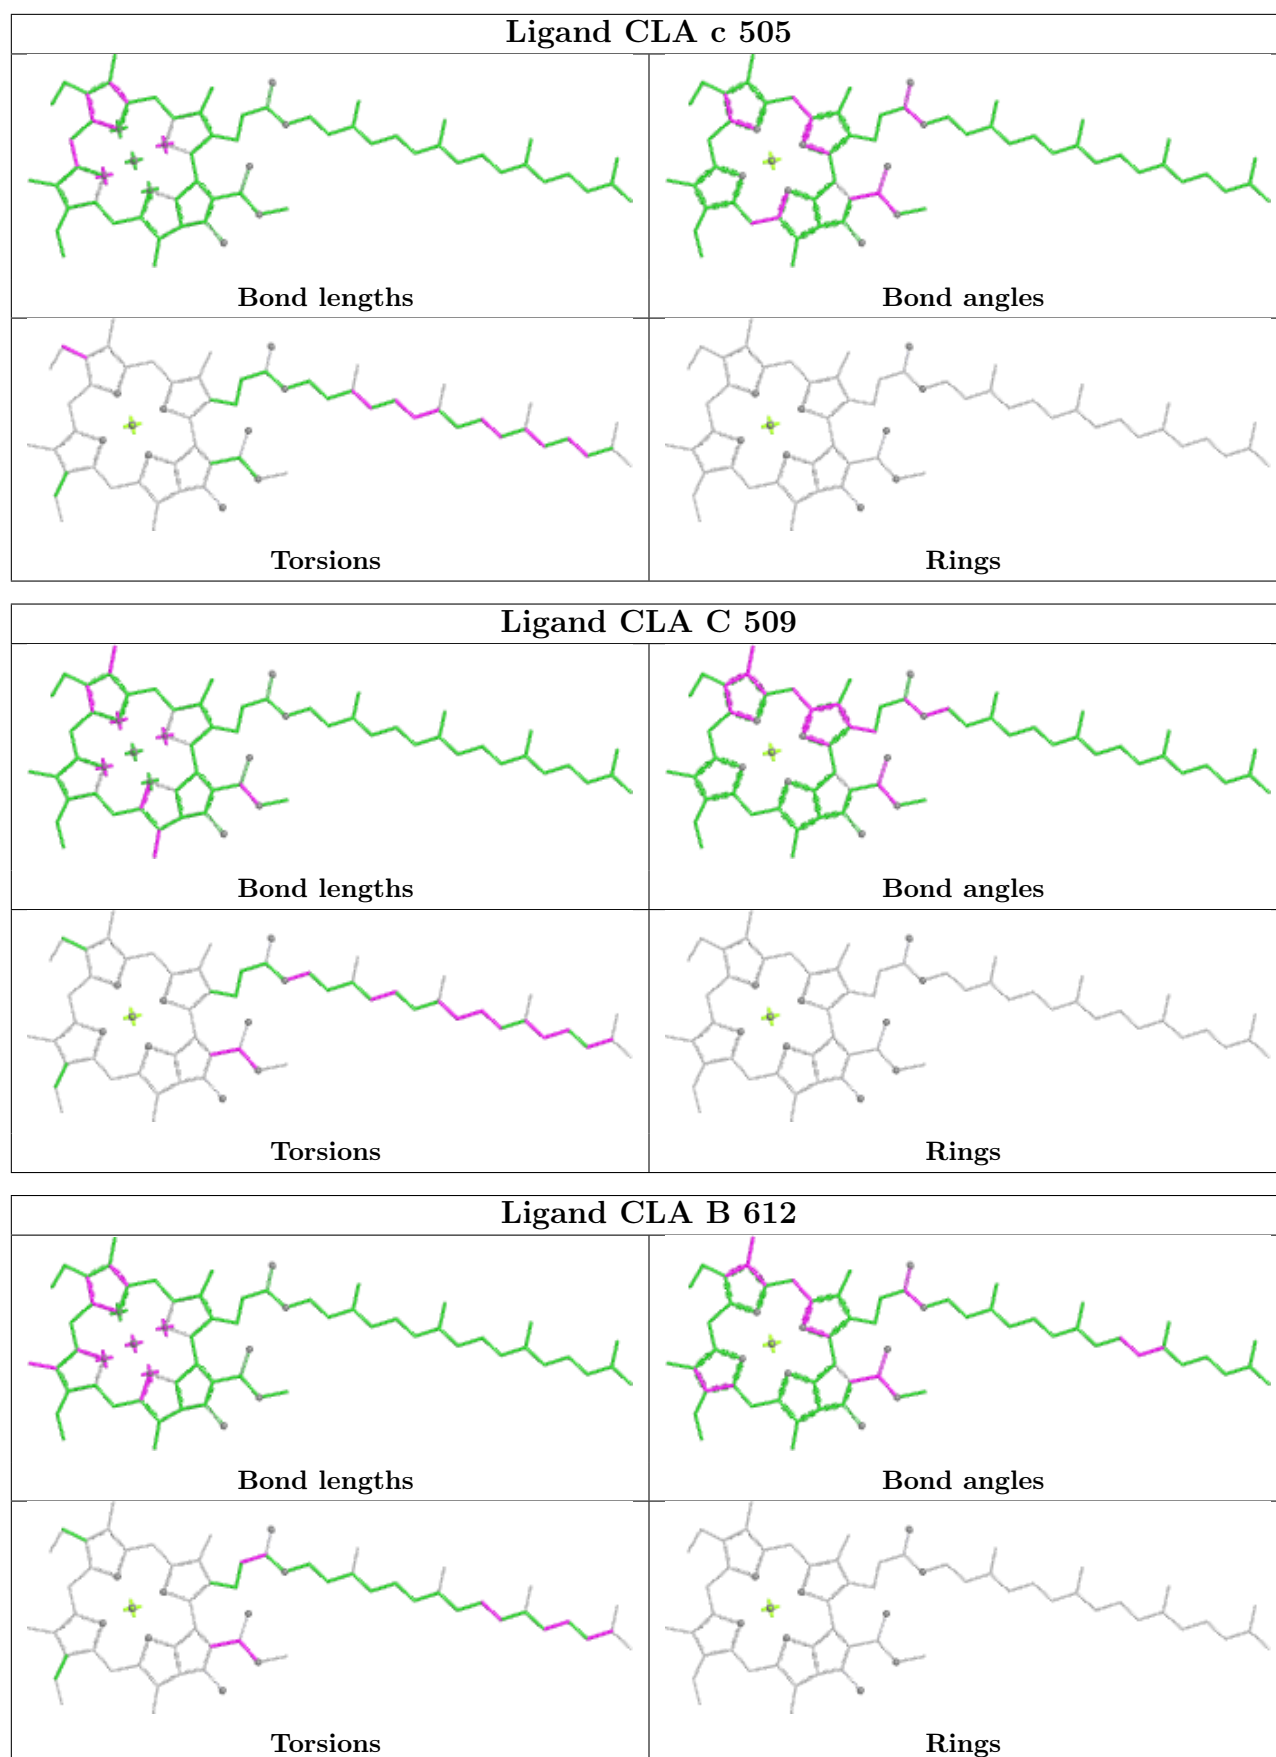 Ligand CLA c 505
Bond lengths
Bond angles
Torsions
Rings
Ligand CLA C 509
Bond lengths
Bond angles
Torsions
Rings
Ligand CLA B 612
Bond lengths
Bond angles
Torsions
Rings